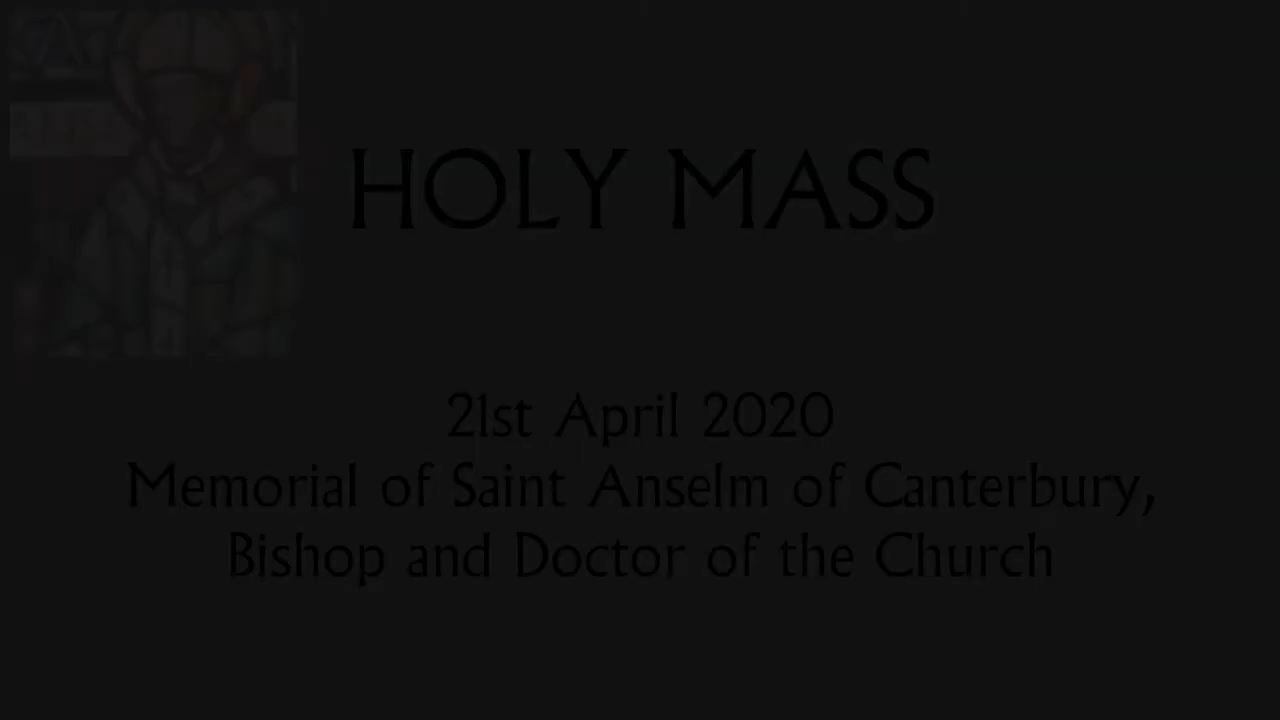 HOLY MASS
21st April 2020
Memorial of Saint Anselm of Canterbury,
Bishop and Doctor of the Church